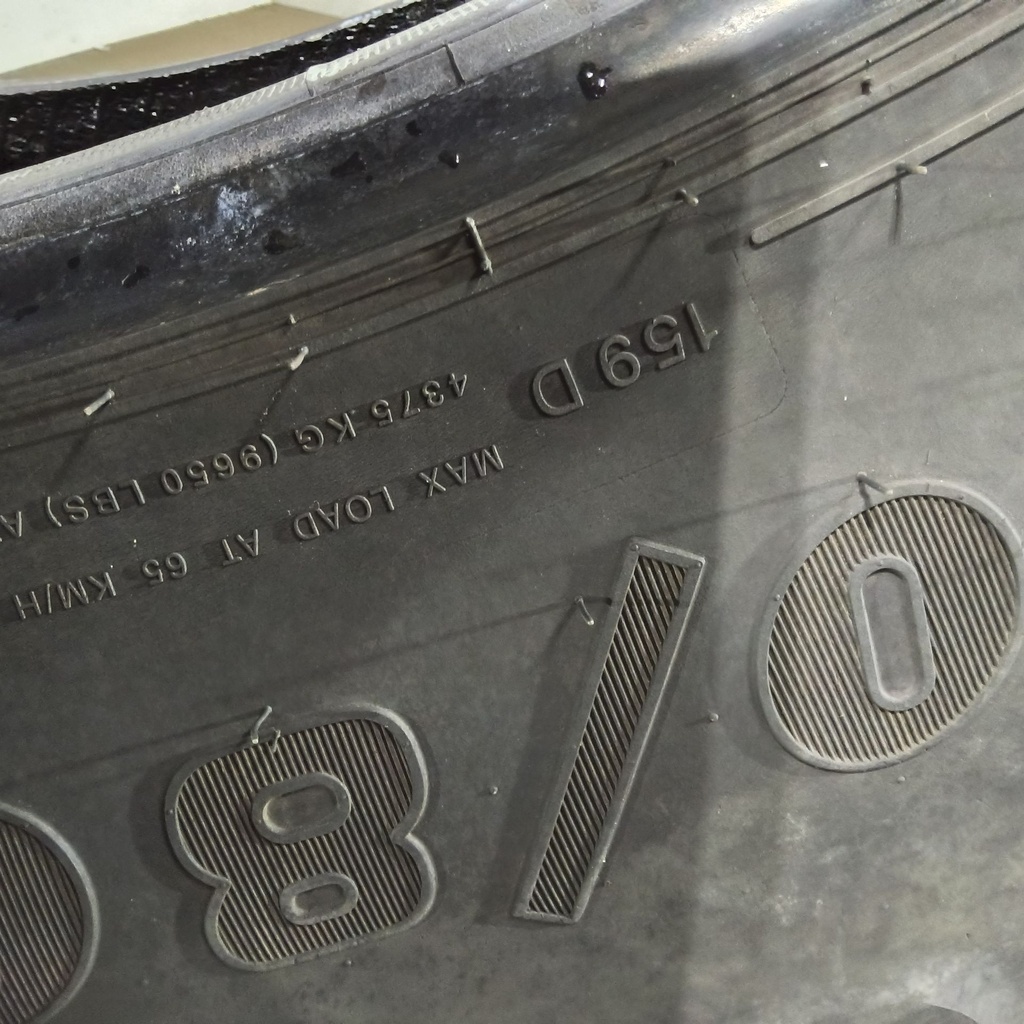 0/8
159 D
MAX LOAD AT 65 KM/H
4375 KG (9650 LBS) A